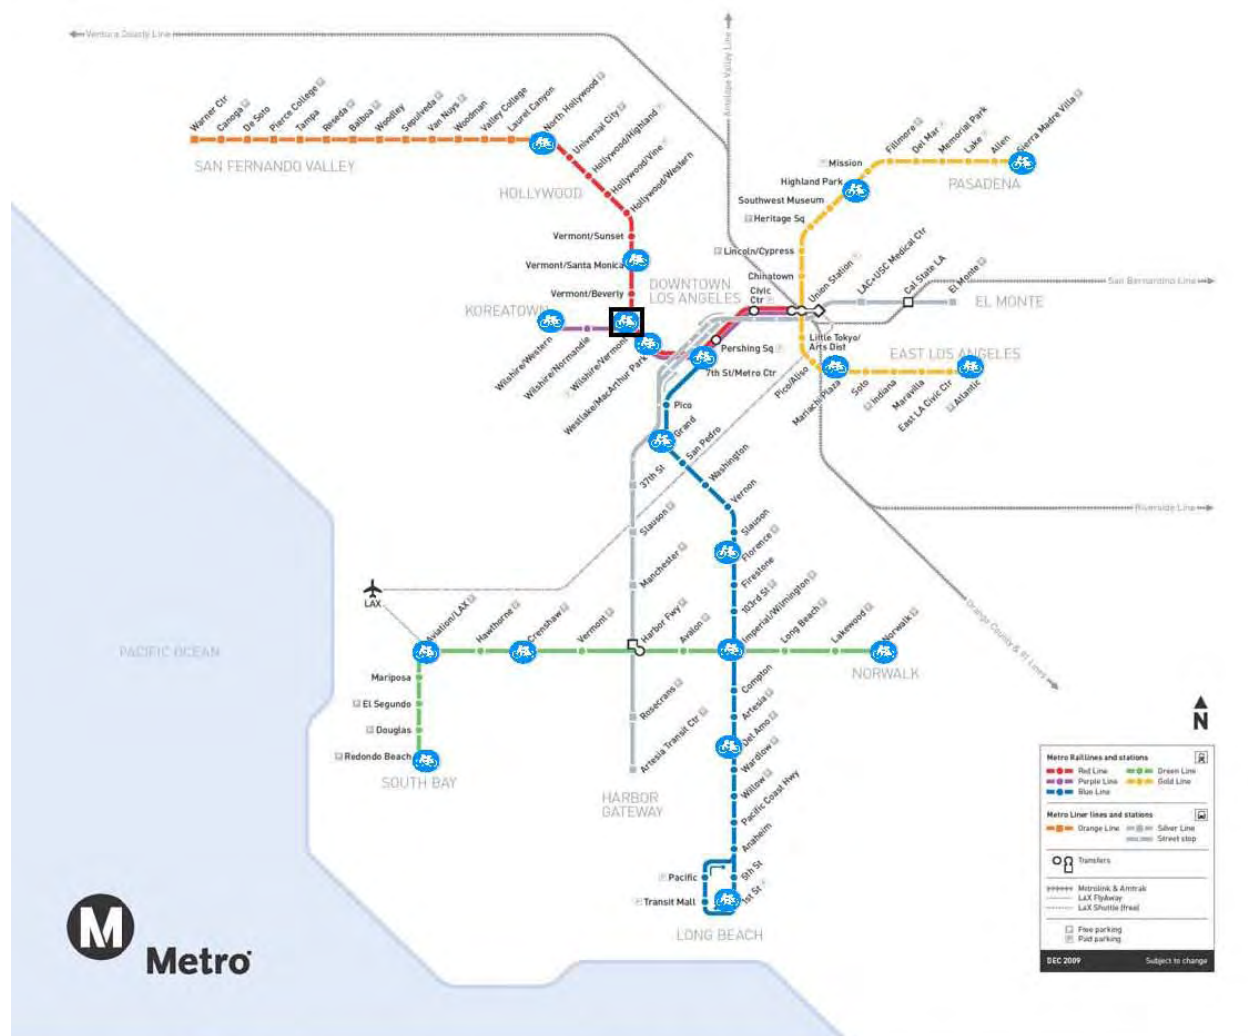 Ventura County Line
Antelope Valley Line
Warner Ctr
Canoga
De Soto
Pierce College
Tampa
Reseda
Balboa
Woodley
Sepulveda
Van Nuys
Woodman
Valley College
Laurel Canyon
North Hollywood
Universal City
Hollywood/Highland
Hollywood/Vine
Hollywood/Western
SAN FERNANDO VALLEY
HOLLYWOOD
Vermont/Sunset
Vermont/Santa Monica
Vermont/Beverly
KOREATOWN
Wilshire/Western
Wilshire/Normandie
Wilshire/Vermont
Westlake/MacArthur Park
DOWNTOWN
LOS ANGELES
Civic
Ctr
Pershing Sq
7th St/Metro Ctr
Fillmore
Del Mar
Memorial Park
Lake
Allen
Sierra Madre Villa
Mission
Highland Park
PASADENA
Southwest Museum
Heritage Sq
Lincoln/Cypress
Chinatown
Union Station
LAC+USC Medical Ctr
Cal State LA
El Monte
San Bernardino Line
EL MONTE
Little Tokyo/
Arts Dist
EAST LOS ANGELES
Pico/Aliso
Mariachi Plaza
Soto
Indiana
Maravilla
East LA Civic Ctr
Atlantic
Pico
Grand
San Pedro
Washington
Vernon
Slauson
Florence
Firestone
103rd St
Imperial/Wilmington
37th St
Slauson
Manchester
Harbor Fwy
Rosecrans
Artesia Transit Ctr
HARBOR
GATEWAY
Riverside Line
Orange County & 91 Lines
LAX
Aviation/LAX
Hawthorne
Crenshaw
Vermont
Avalon
Long Beach
Lakewood
Norwalk
NORWALK
Mariposa
El Segundo
Douglas
Redondo Beach
SOUTH BAY
PACIFIC OCEAN
Compton
Artesia
Del Amo
Wardlow
Willow
Pacific Coast Hwy
Anaheim
5th St
1st St
Pacific
Transit Mall
LONG BEACH
N
Metro Rail lines and stations
Red Line
Green Line
Purple Line
Gold Line
Blue Line
Metro Liner lines and stations
Orange Line
Silver Line
Street stop
Transfers
Metrolink & Amtrak
LAX FlyAway
LAX Shuttle (free)
Free parking
P Paid parking
DEC 2009
Subject to change
M
Metro